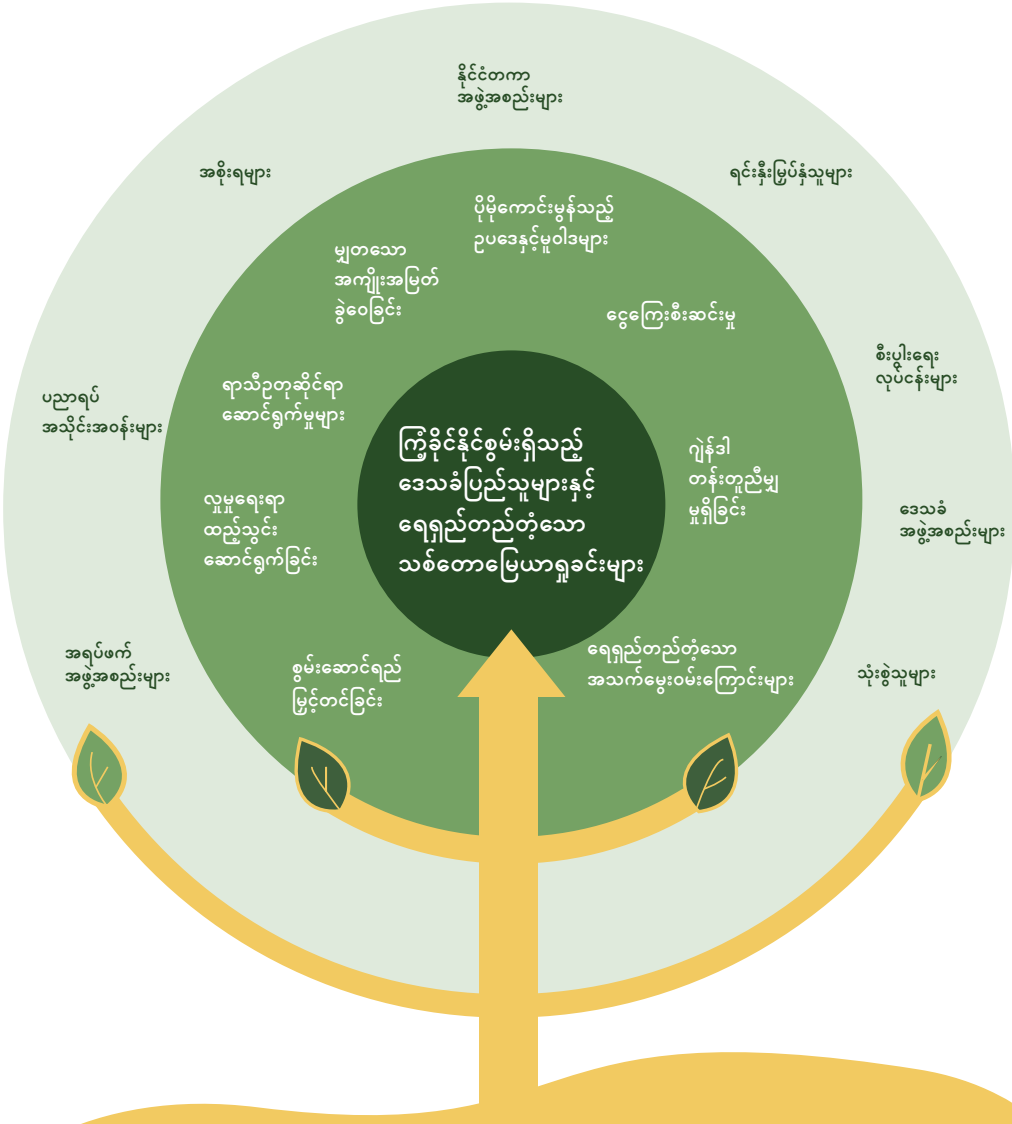 နိုင်ငံတကာ
အဖွဲ့အစည်းများ
အစိုးရများ
ရင်းနှီးမြှုပ်နှံသူများ
ပိုမိုကောင်းမွန်သည့်
ဥပဒေနှင့်မူဝါဒများ
မျှတသော
အကျိုးအမြတ်
ခွဲဝေခြင်း
ငွေကြေးစီးဆင်းမှု
စီးပွါးရေး
လုပ်ငန်းများ
ရာသီဥတုဆိုင်ရာ
ဆောင်ရွက်မှုများ
ပညာရပ်
အသိုင်းအဝန်းများ
ကြံ့ခိုင်နိုင်စွမ်းရှိသည့်
ဒေသခံပြည်သူများနှင့်
ရေရှည်တည်တံ့သော
သစ်တောမြေယာရှုခင်းများ
ဂျဲန်ဒါ
တန်းတူညီမျှ
မှုရှိခြင်း
လူမှုရေးရာ
ထည့်သွင်း
ဆောင်ရွက်ခြင်း
ဒေသခံ
အဖွဲ့အစည်းများ
အရပ်ဖက်
အဖွဲ့အစည်းများ
စွမ်းဆောင်ရည်
မြှင့်တင်ခြင်း
ရေရှည်တည်တံ့သော
အသက်မွေးဝမ်းကြောင်းများ
သုံးစွဲသူများ